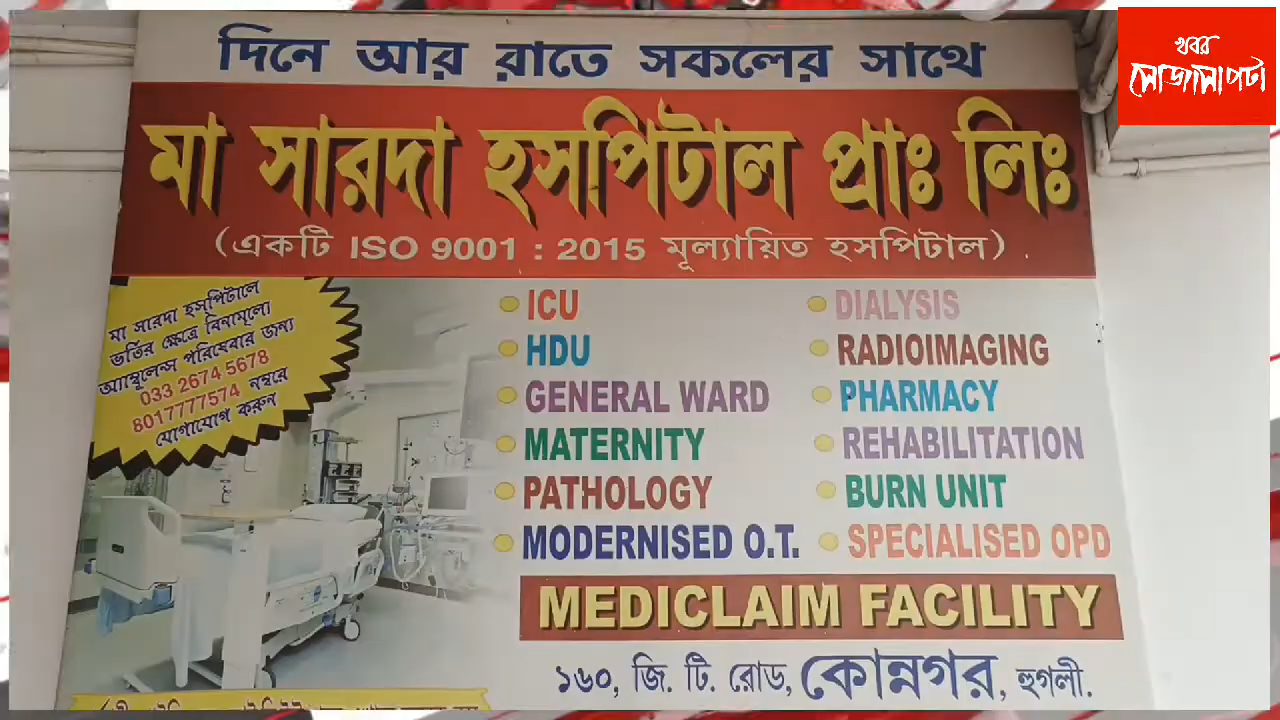 খবর
সোজাসাপটা
দিনে আর রাতে সকলের সাথে
মা সারদা হসপিটাল প্রাঃ লিঃ
(একটি ISO 9001 : 2015 মূল্যায়িত হসপিটাল)
মা সারদা হসপিটালে
ভর্তির ক্ষেত্রে বিনামূল্যে
অ্যাম্বুলেন্স পরিষেবার জন্য
033 2674 5678
8017777574 নম্বরে
যোগাযোগ করুন
ICU
HDU
GENERAL WARD
MATERNITY
PATHOLOGY
MODERNISED O.T.
DIALYSIS
RADIOIMAGING
PHARMACY
REHABILITATION
BURN UNIT
SPECIALISED OPD
MEDICLAIM FACILITY
১৬০, জি. টি. রোড, কোন্নগর, হুগলী.